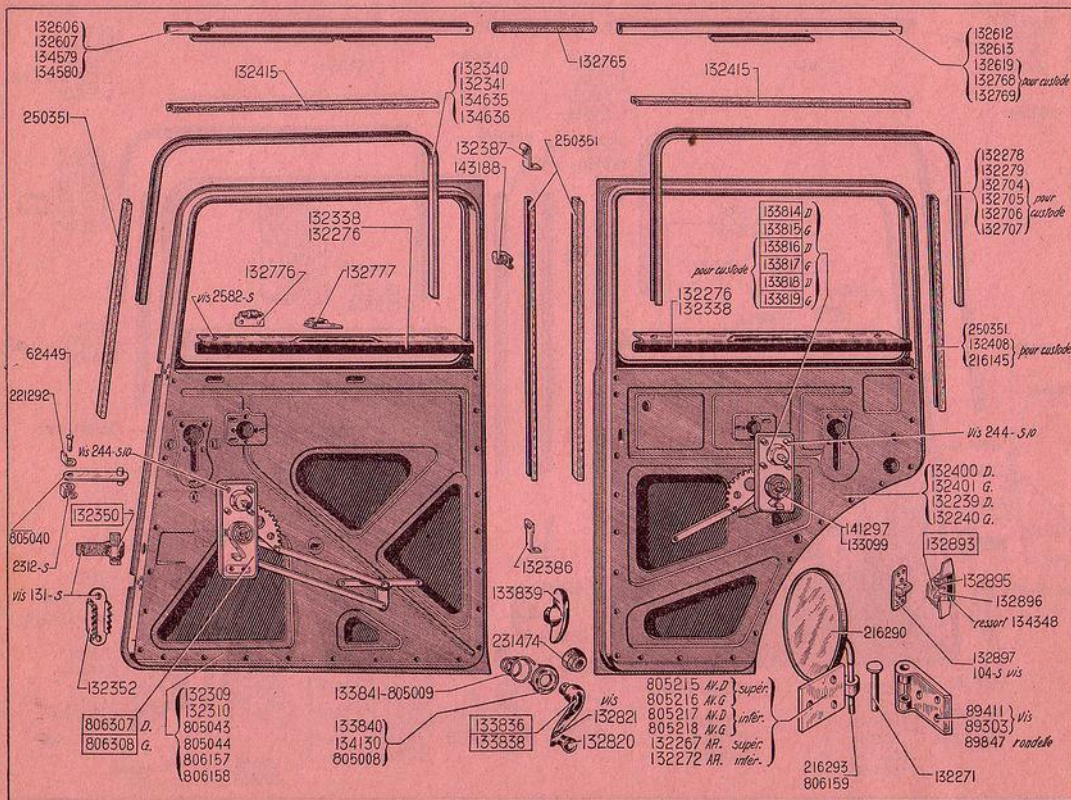 132606
132607
134579
134580
132765
132612
132613
132619
132768
132769
pour custode
132415
132340
132341
134635
134636
132415
250351
132387
143188
250351
132278
132279
132704
132705
132706
132707
pour
custode
132338
132276
133814 D
133815 G
133816 D
133817 G
133818 D
133819 G
pour custode
132776
132777
vis 2582-S
132276
132338
250351
132408
216145
pour custode
62449
221292
vis 244-S10
vis 244-S10
132350
805040
2312-S
vis 131-S
132400 D.
132401 G.
132239 D.
132240 G.
141297
133099
132386
132893
132895
132896
ressort 134348
133839
231474
216290
132897
104-S vis
132352
806307 D.
806308 G.
132309
132310
805043
805044
806157
806158
133841-805009
133840
134130
805008
133836
133838
vis
132821
132820
805215 AV.D
805216 AV.G
supér.
805217 AV.D
805218 AV.G
infér.
132267 AR. supér.
132272 AR. infér.
216293
806159
132271
89411
89303
vis
89847 rondelle